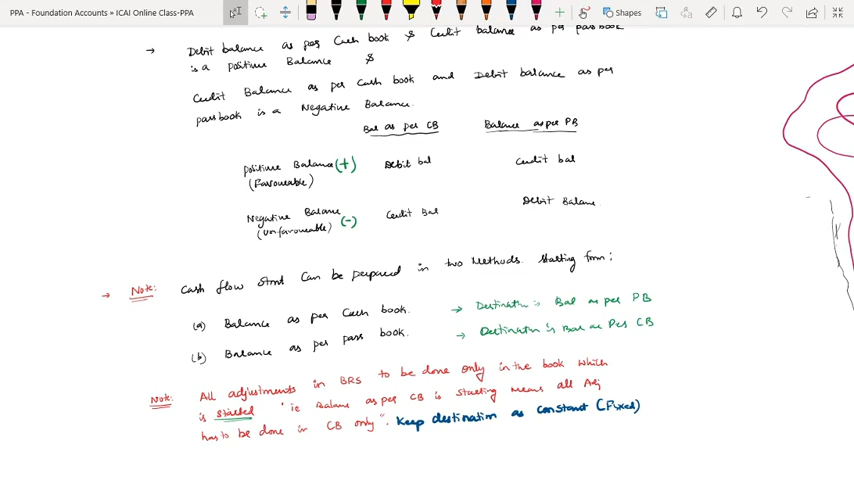 PPA - Foundation Accounts > ICAI Online Class-PPA
Shapes
→ Debit balance as per Cash book & Credit balance as per passbook
is a positive Balance &
Credit Balance as per Cash book and Debit balance as per
passbook is a Negative Balance.
Bal as per CB Balance as per PB
positive Balance (+) Debit bal Credit bal
(Favourable)
Negative Balance (-) Credit Bal Debit Balance
(unfavourable)
→ Note: Cash flow stmt Can be prepared in two Methods. Starting from:
(a) Balance as per Cash book. → Destination is Bal as per PB
(b) Balance as per pass book. → Destination is Bal as Per CB
Note: All adjustments in BRS to be done only in the book which
is started "ie Balane as per CB is starting means all Adj
has to be done in CB only". Keep destination as constant (Fixed)